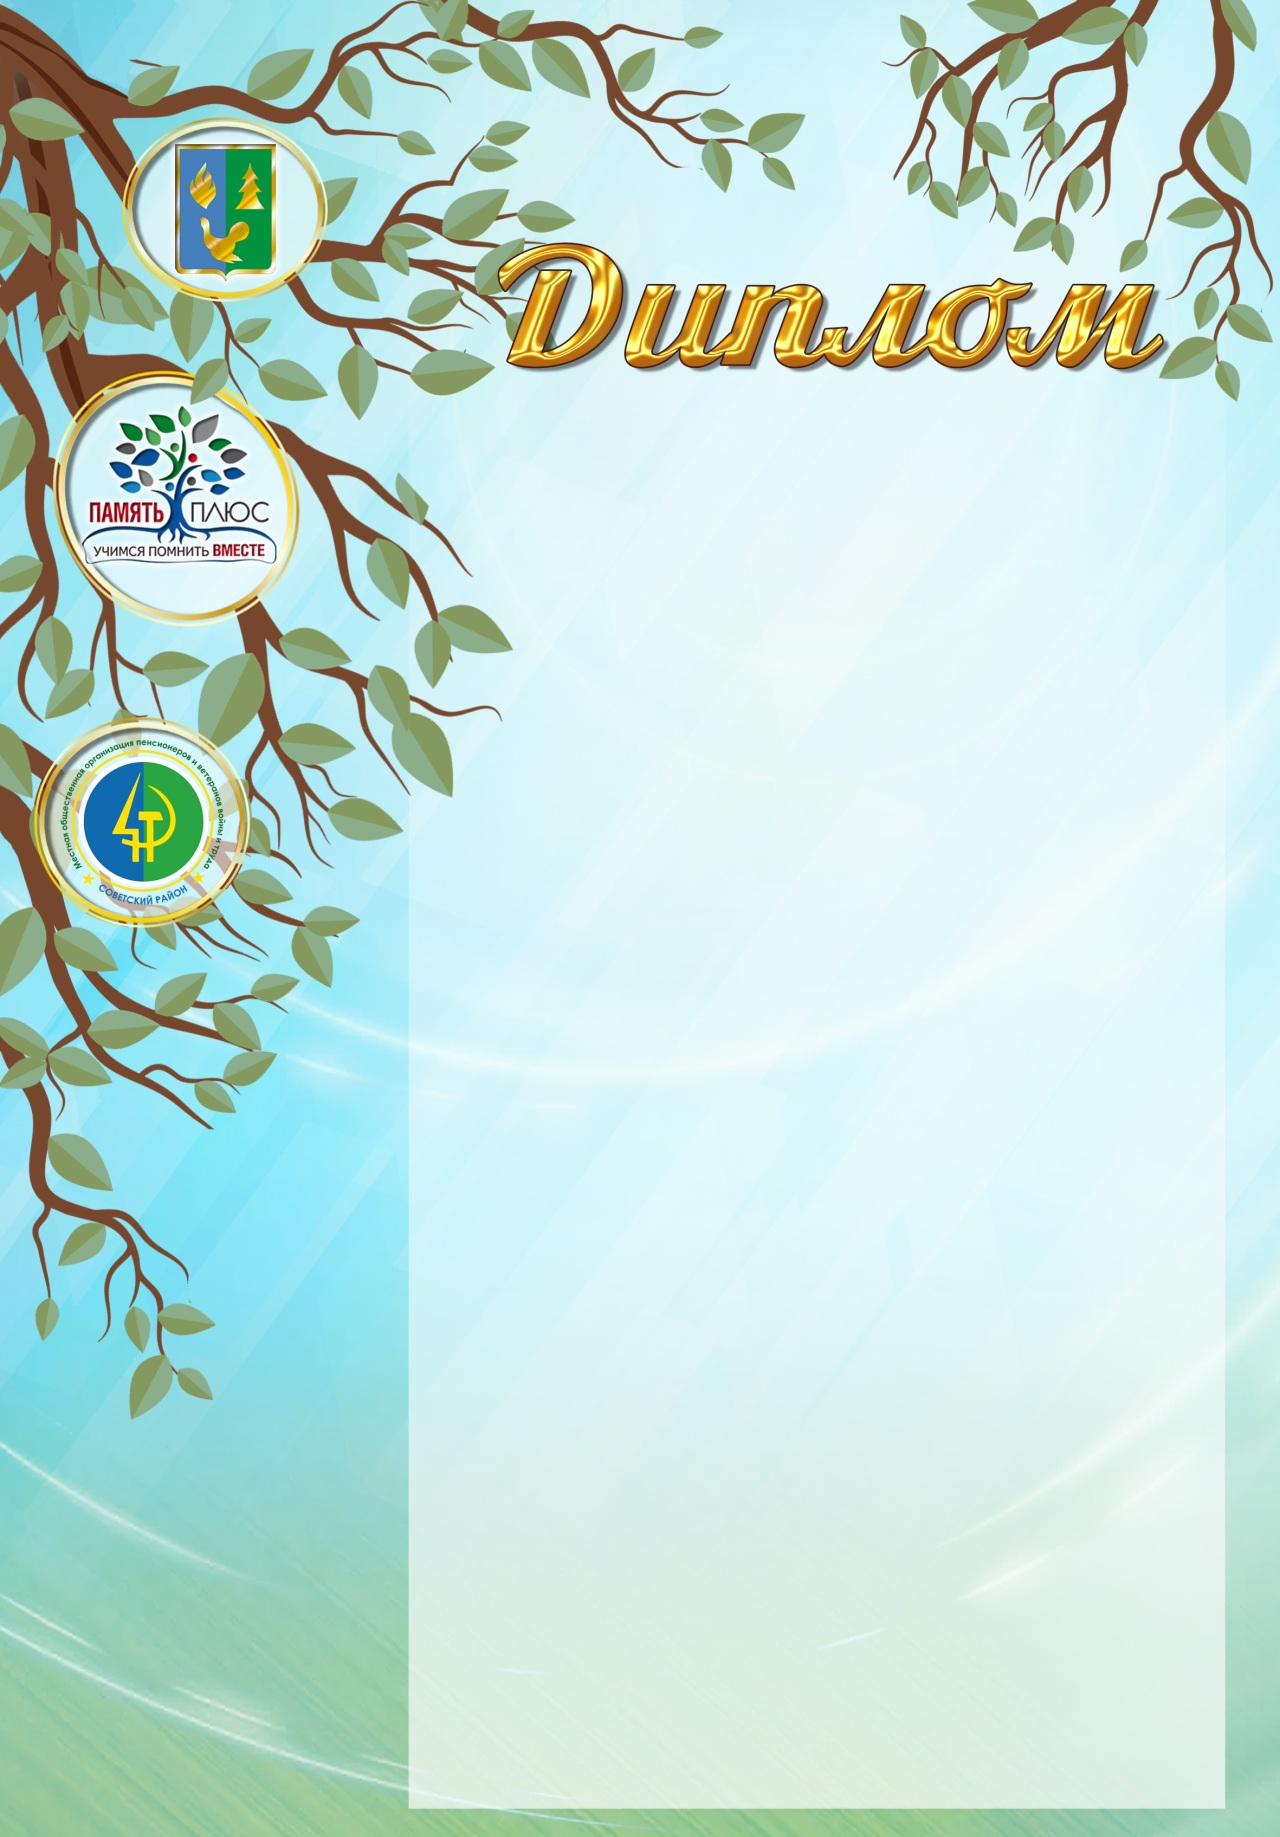 Диплом
ПАМЯТЬ ПЛЮС
УЧИМСЯ ПОМНИТЬ ВМЕСТЕ
Местная общественная организация пенсионеров и ветеранов войны и труда
СОВЕТСКИЙ РАЙОН